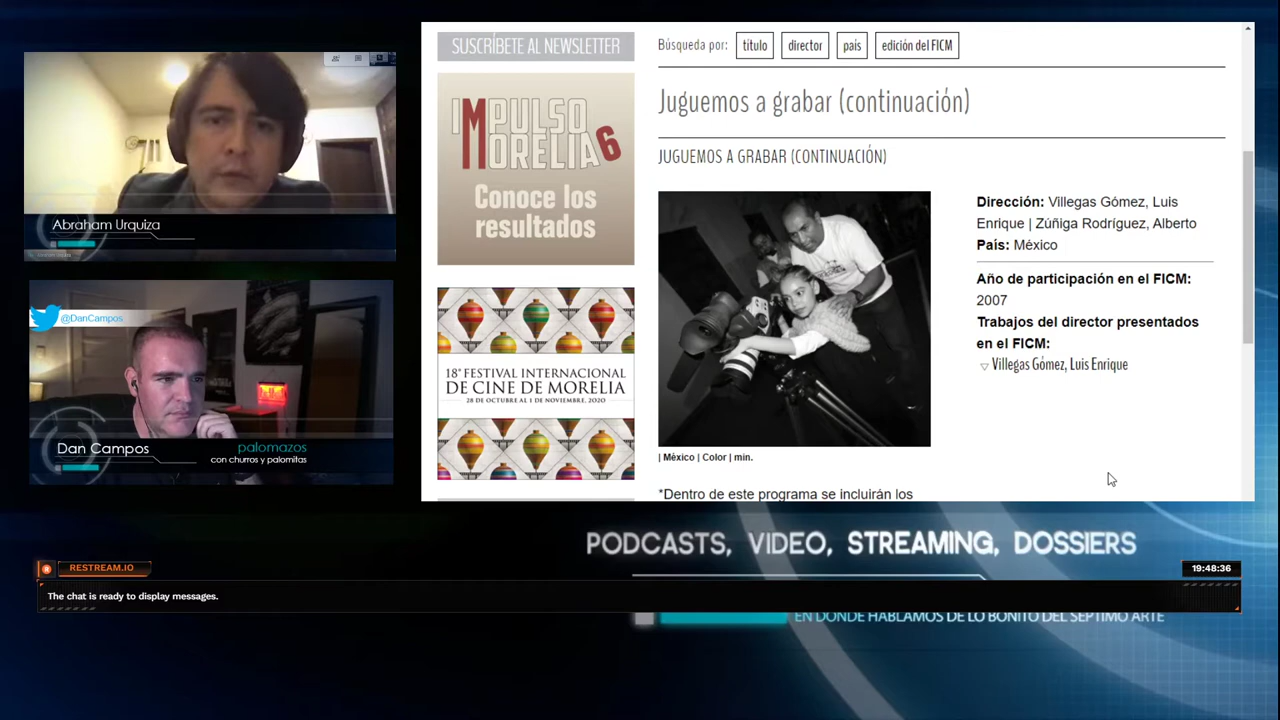 Abraham Urquiza
@DanCampos
Dan Campos
palomazos
con churros y palomitas
SUSCRÍBETE AL NEWSLETTER
IMPULSO
MORELIA 6
Conoce los
resultados
18° FESTIVAL INTERNACIONAL
DE CINE DE MORELIA
28 DE OCTUBRE AL 1 DE NOVIEMBRE, 2020
Búsqueda por: título director país edición del FICM
Juguemos a grabar (continuación)
JUGUEMOS A GRABAR (CONTINUACIÓN)
Dirección: Villegas Gómez, Luis
Enrique | Zúñiga Rodríguez, Alberto
País: México
Año de participación en el FICM:
2007
Trabajos del director presentados
en el FICM:
Villegas Gómez, Luis Enrique
| México | Color | min.
*Dentro de este programa se incluirán los
PODCASTS, VIDEO, STREAMING, DOSSIERS
RESTREAM.IO
19:48:36
The chat is ready to display messages.
EN DONDE HABLAMOS DE LO BONITO DEL SÉPTIMO ARTE